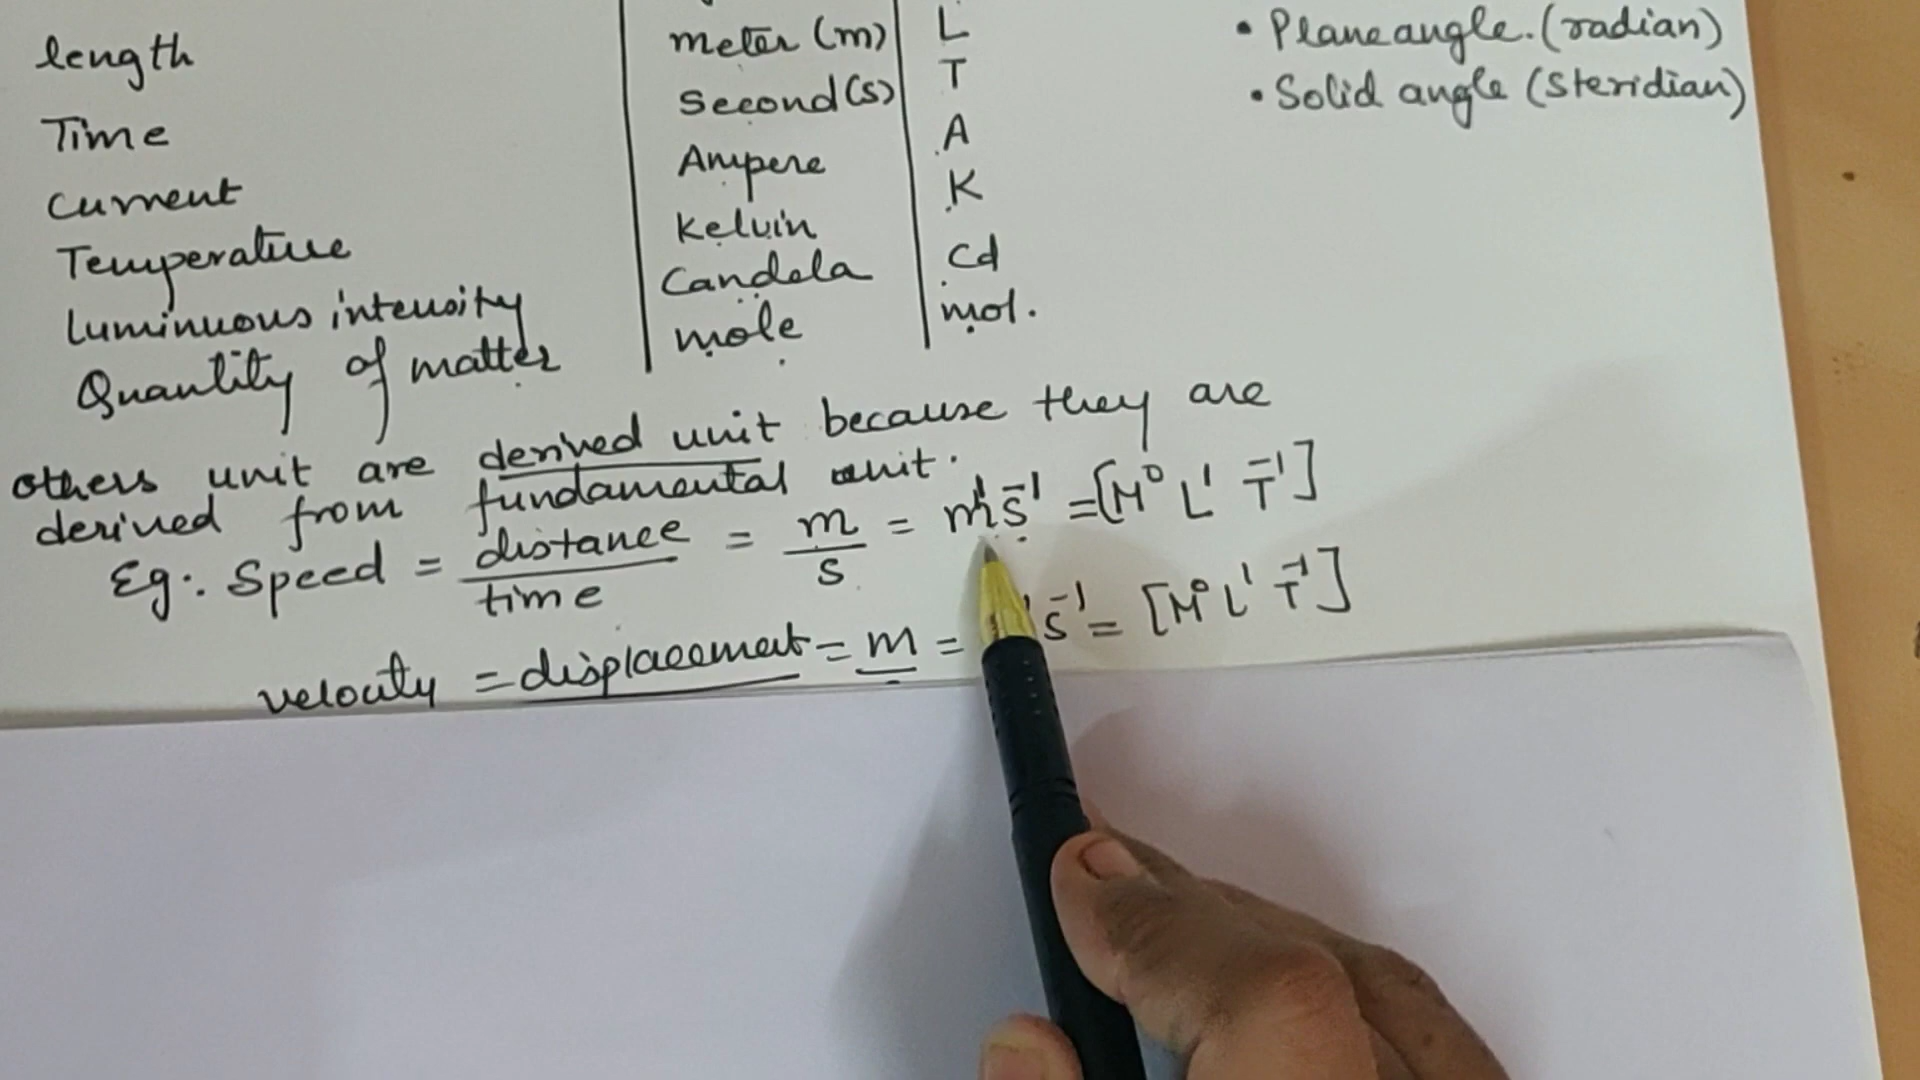 length meter (m) L • Plane angle. (radian)
Time Second (s) T • Solid angle (Steridian)
Current Ampere A
Temperature Kelvin K
Luminuous intensity Candela Cd
Quantity of matter mole mol.
others unit are derived unit because they are
derived from fundamental unit.
Eg:. Speed = distance/time = m/s = m¹s⁻¹ = [M⁰ L¹ T⁻¹]
velocity = displacement = m = s⁻¹ = [M⁰ L¹ T⁻¹]